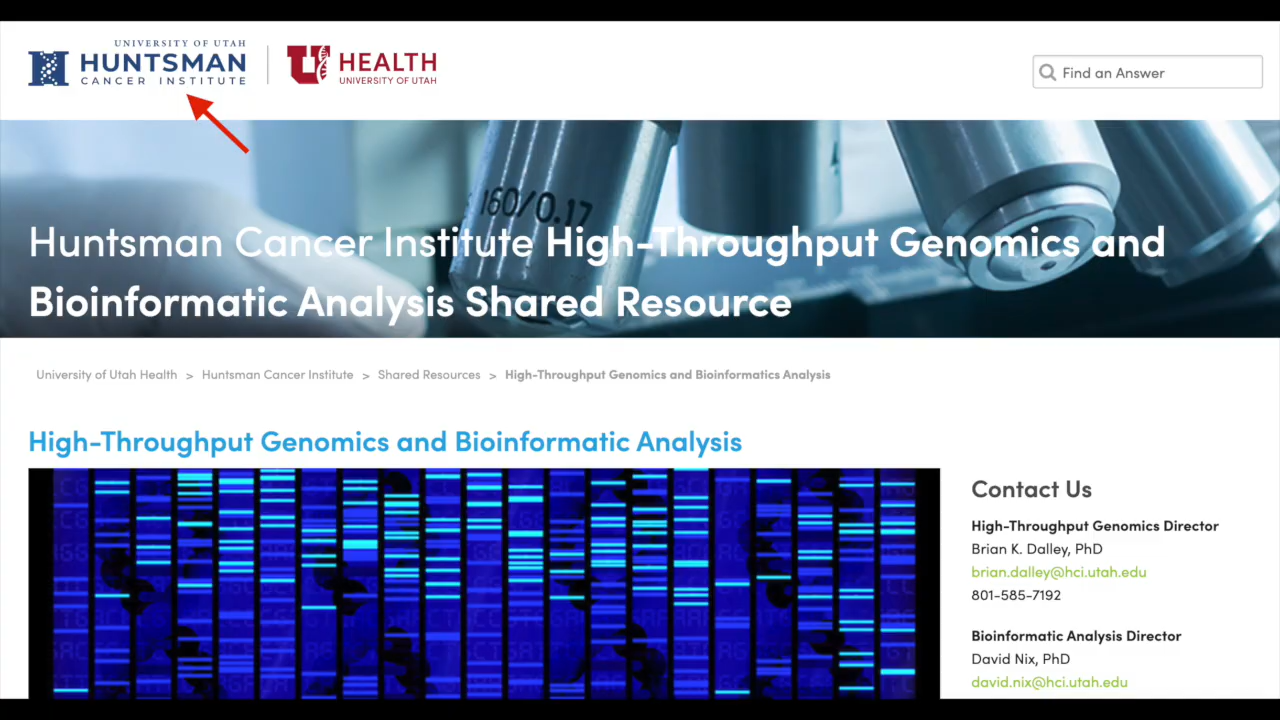 UNIVERSITY OF UTAH
HUNTSMAN
CANCER INSTITUTE
HEALTH
UNIVERSITY OF UTAH
Find an Answer
160/0.17
Huntsman Cancer Institute High-Throughput Genomics and
Bioinformatic Analysis Shared Resource
University of Utah Health > Huntsman Cancer Institute > Shared Resources > High-Throughput Genomics and Bioinformatics Analysis
High-Throughput Genomics and Bioinformatic Analysis
Contact Us
High-Throughput Genomics Director
Brian K. Dalley, PhD
brian.dalley@hci.utah.edu
801-585-7192
Bioinformatic Analysis Director
David Nix, PhD
david.nix@hci.utah.edu